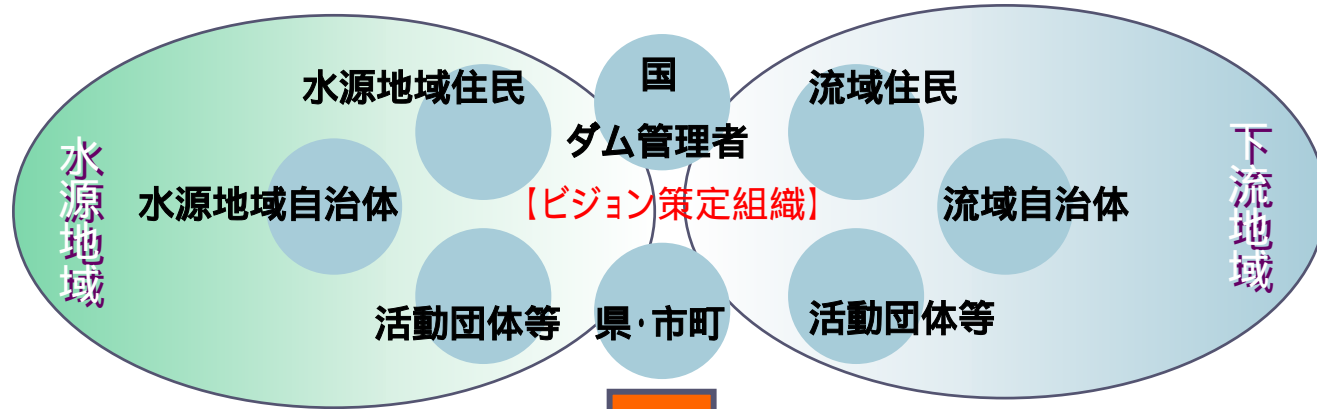 国
水源地域住民
流域住民
ダム管理者
水源地域
下流地域
水源地域自治体
【ビジョン策定組織】
流域自治体
活動団体等
県・市町
活動団体等